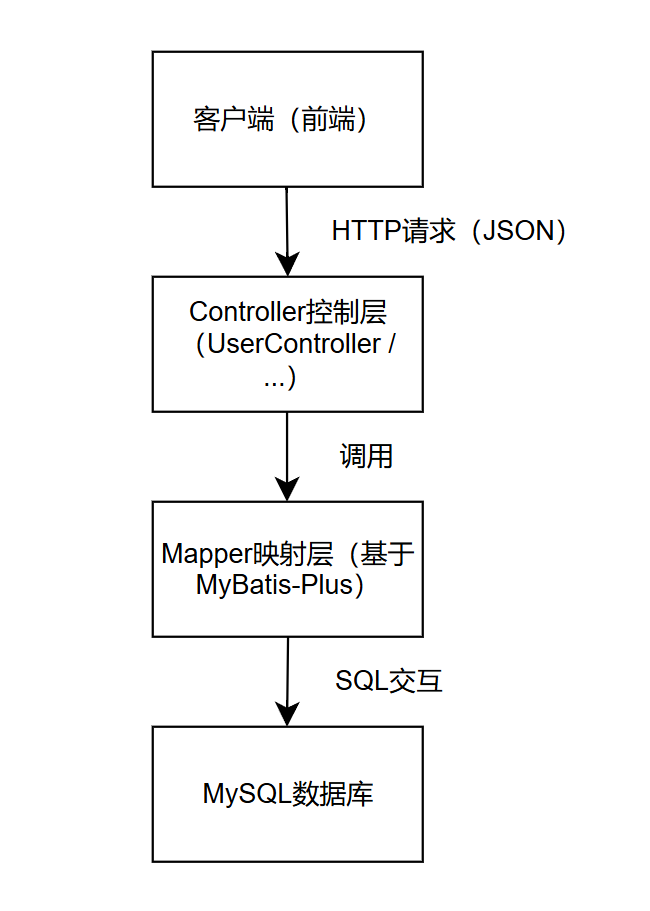 客户端（前端）
HTTP请求（JSON）
Controller控制层
（UserController /
...）
调用
Mapper映射层（基于
MyBatis-Plus）
SQL交互
MySQL数据库